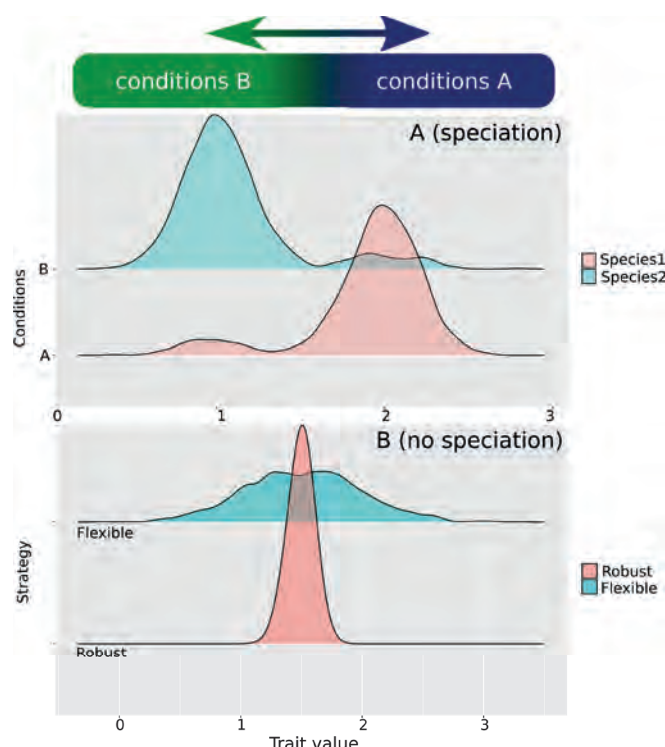 conditions B conditions A
A (speciation)
B
A
Conditions
Species1
Species2
0 1 2 3
B (no speciation)
Flexible
Robust
Strategy
Robust
Flexible
0 1 2 3
Trait value